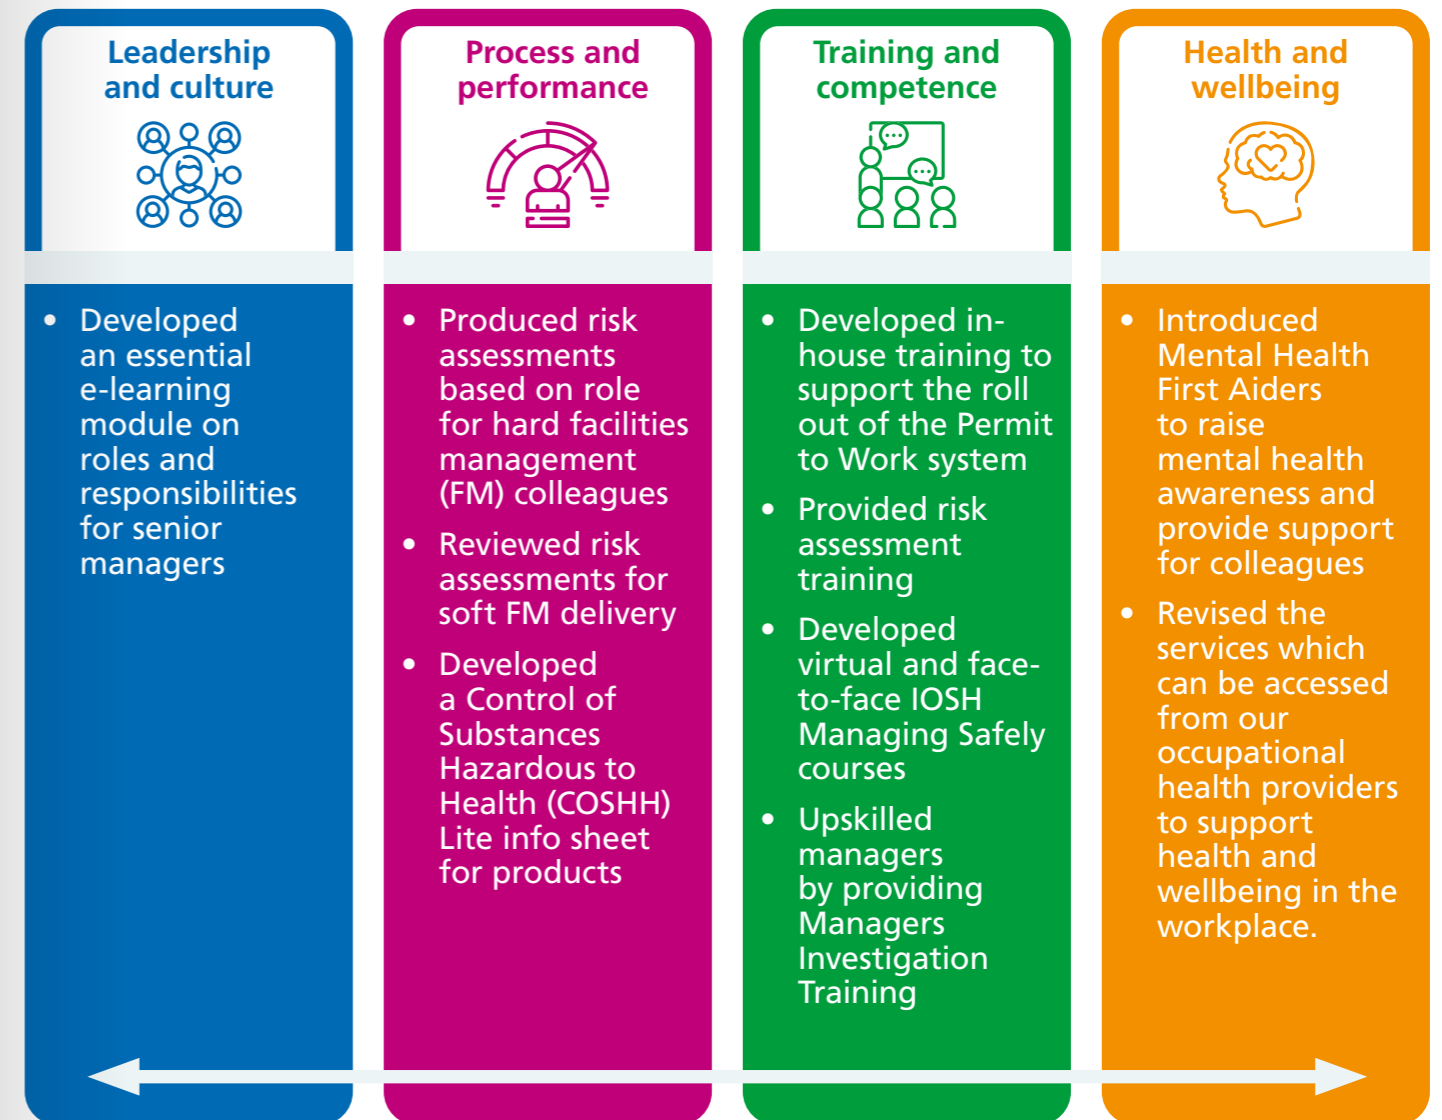 Leadership
and culture
• Developed
an essential
e-learning
module on
roles and
responsibilities
for senior
managers
Process and
performance
• Produced risk
assessments
based on role
for hard facilities
management
(FM) colleagues
• Reviewed risk
assessments for
soft FM delivery
• Developed
a Control of
Substances
Hazardous to
Health (COSHH)
Lite info sheet
for products
Training and
competence
• Developed in-
house training to
support the roll
out of the Permit
to Work system
• Provided risk
assessment
training
• Developed
virtual and face-
to-face IOSH
Managing Safely
courses
• Upskilled
managers
by providing
Managers
Investigation
Training
Health and
wellbeing
• Introduced
Mental Health
First Aiders
to raise
mental health
awareness and
provide support
for colleagues
• Revised the
services which
can be accessed
from our
occupational
health providers
to support
health and
wellbeing in the
workplace.